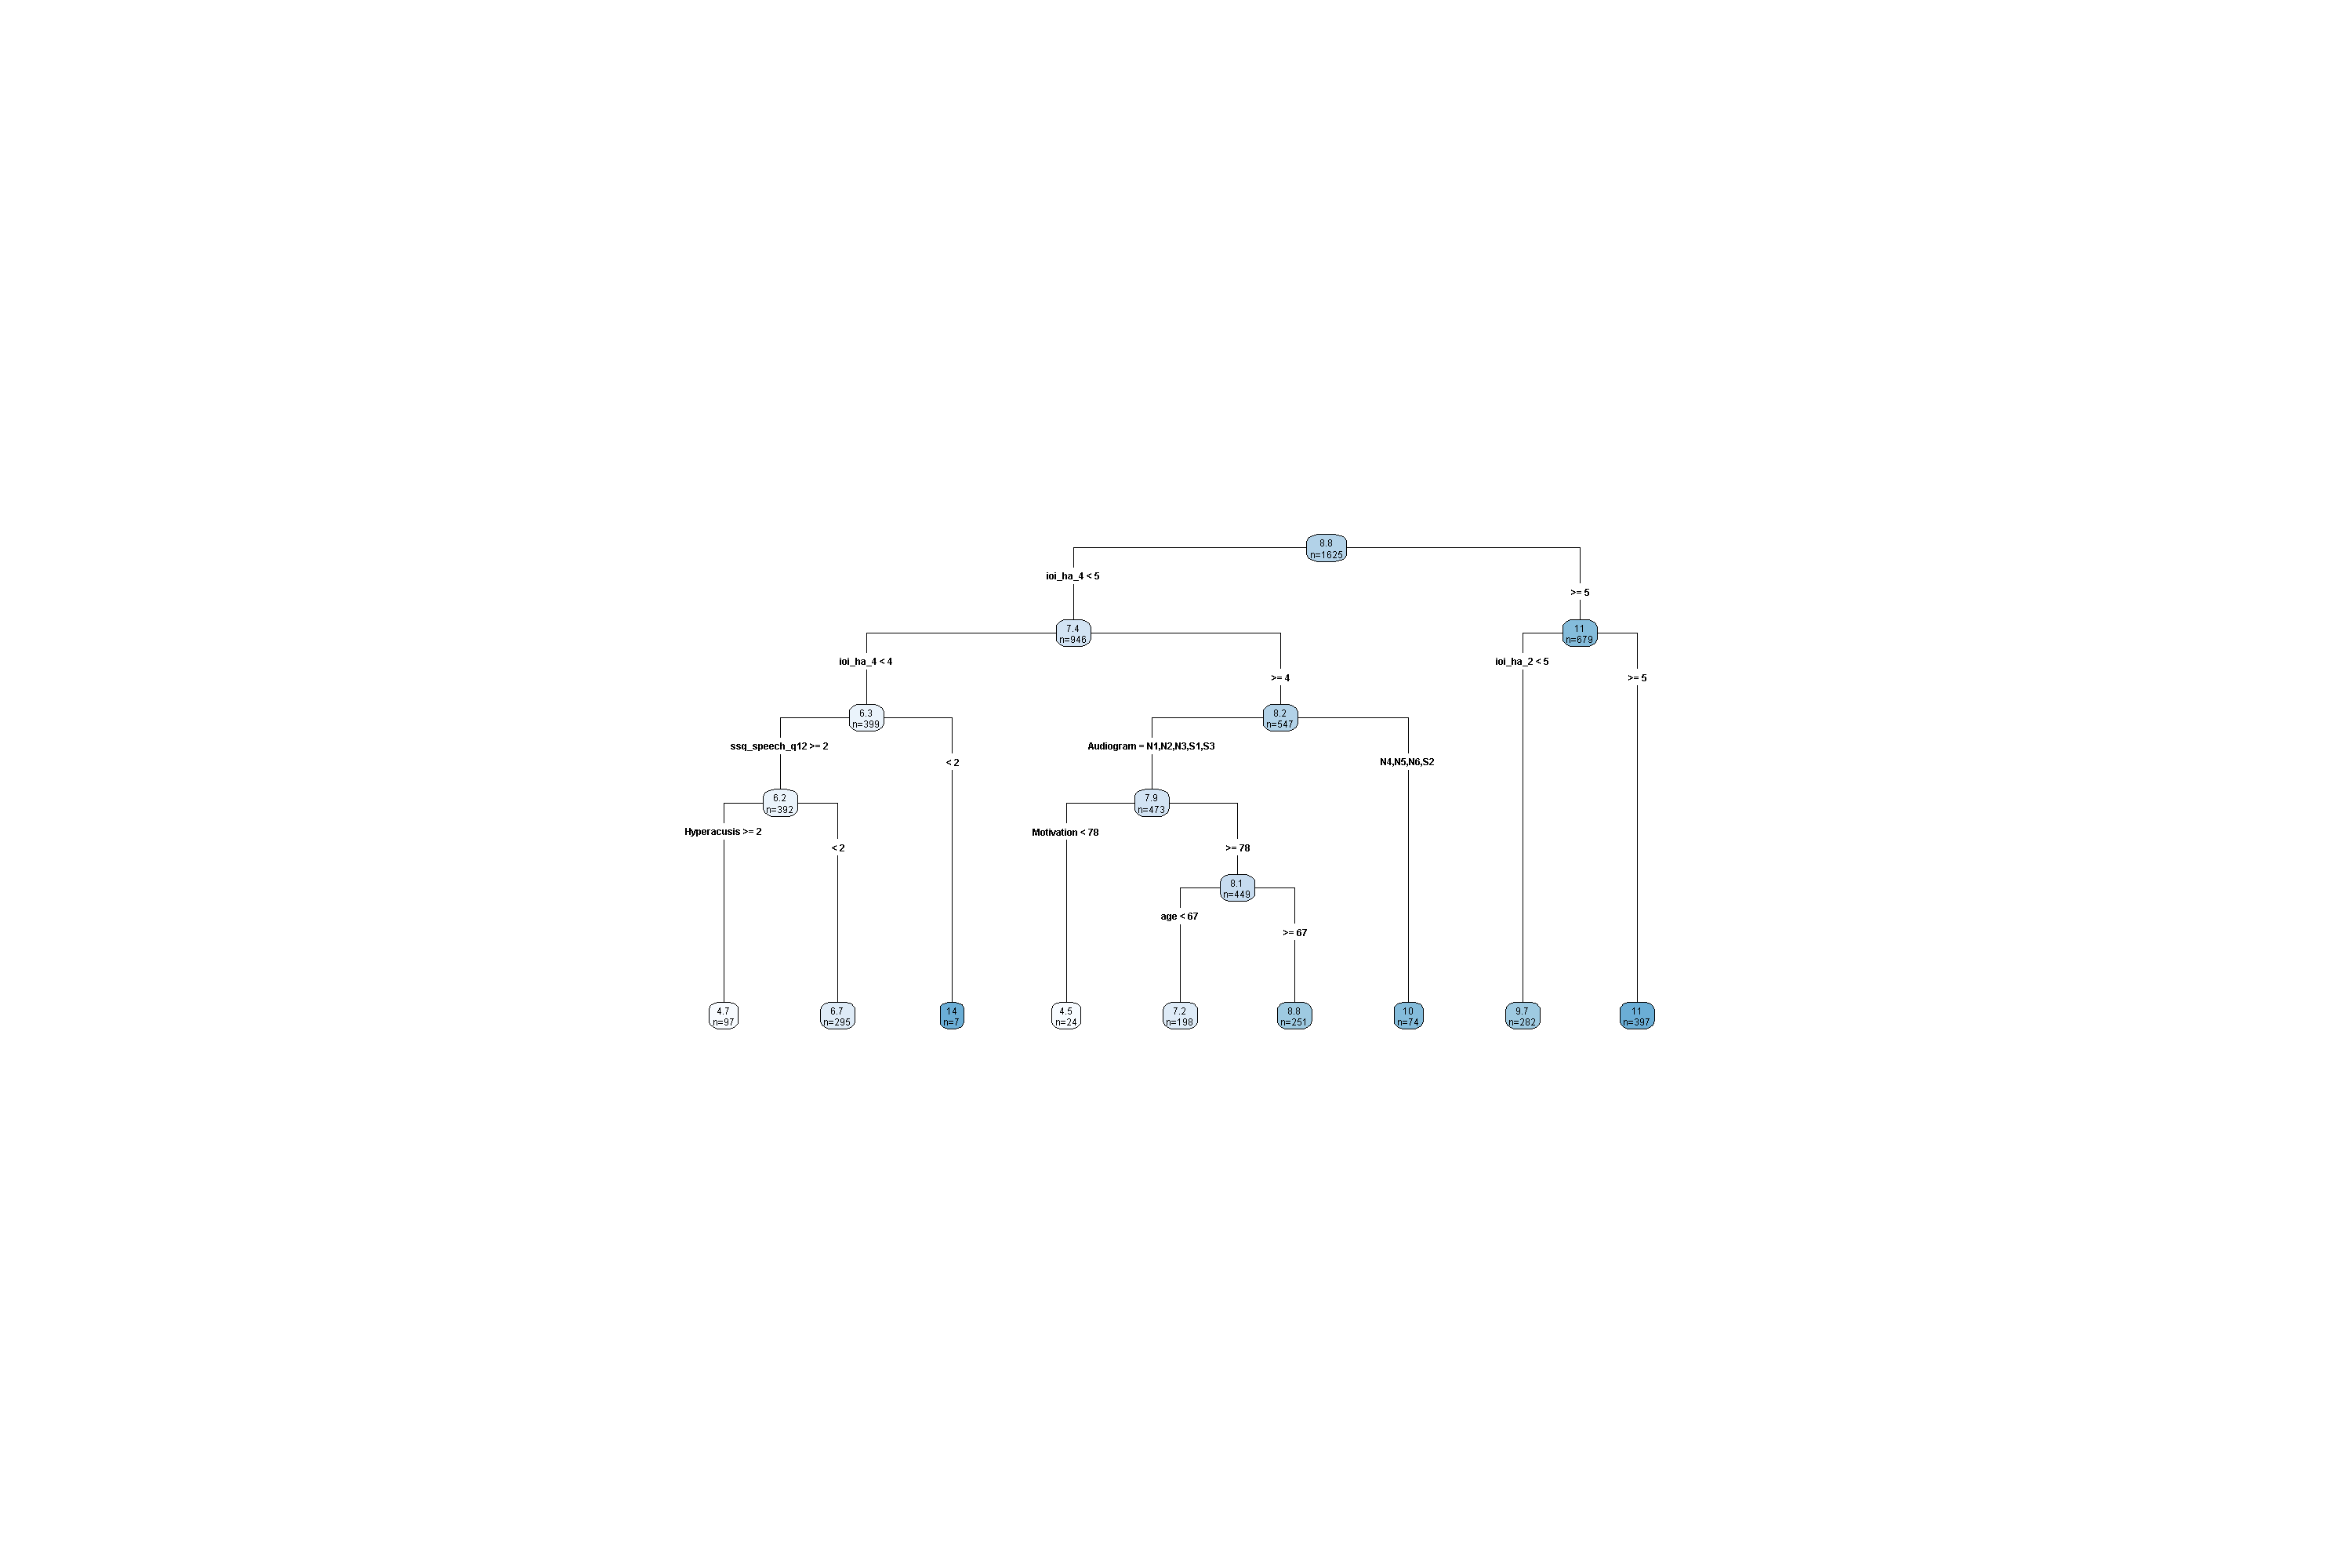 8.8
n=1625
ioi_ha_4 < 5
>= 5
7.4
n=946
11
n=679
ioi_ha_4 < 4
>= 4
ioi_ha_2 < 5
>= 5
6.3
n=399
8.2
n=547
ssq_speech_q12 >= 2
< 2
Audiogram = N1,N2,N3,S1,S3
N4,N5,N6,S2
6.2
n=392
7.9
n=473
Hyperacusis >= 2
< 2
Motivation < 78
>= 78
8.1
n=449
age < 67
>= 67
4.7
n=97
6.7
n=295
14
n=7
4.5
n=24
7.2
n=198
8.8
n=251
10
n=74
9.7
n=282
11
n=397